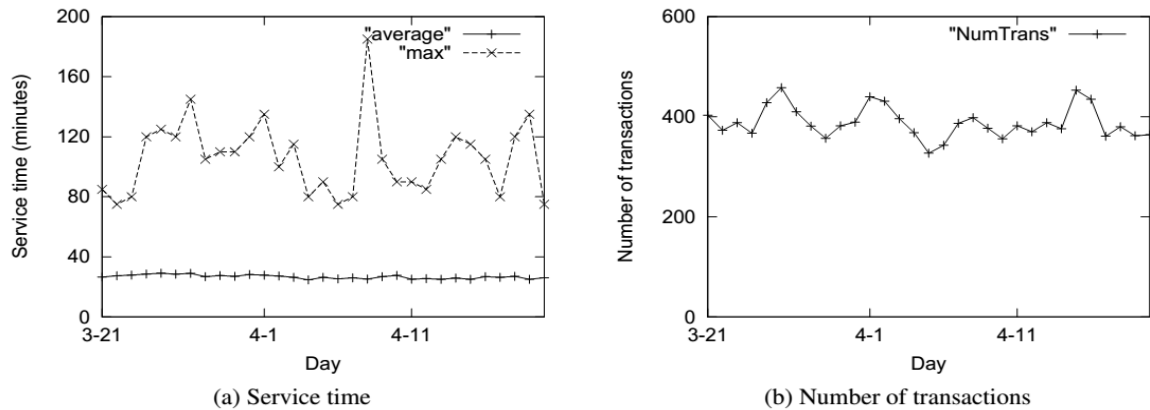 200
160
120
80
40
0
"average"
"max"
Service time (minutes)
3-21
4-1
4-11
Day
(a) Service time
600
400
200
0
"NumTrans"
Number of transactions
3-21
4-1
4-11
Day
(b) Number of transactions